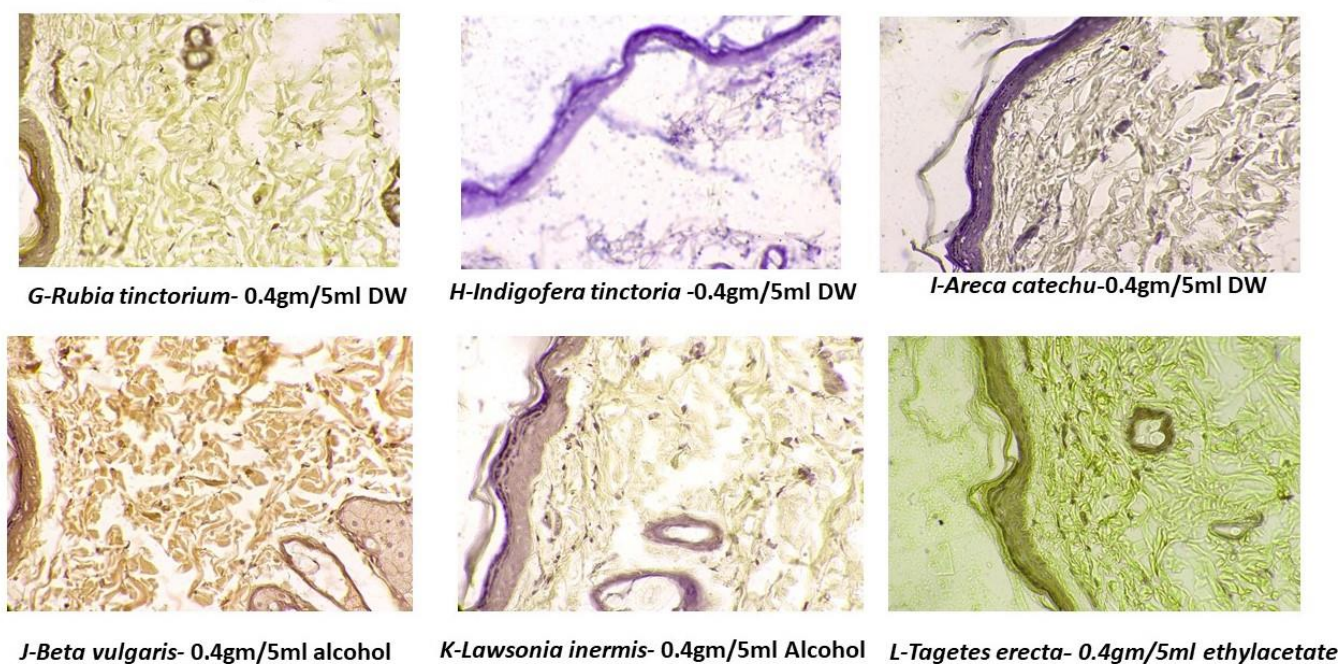 G-Rubia tinctorium- 0.4gm/5ml DW
H-Indigofera tinctoria -0.4gm/5ml DW
I-Areca catechu-0.4gm/5ml DW
J-Beta vulgaris- 0.4gm/5ml alcohol
K-Lawsonia inermis- 0.4gm/5ml Alcohol
L-Tagetes erecta- 0.4gm/5ml ethylacetate